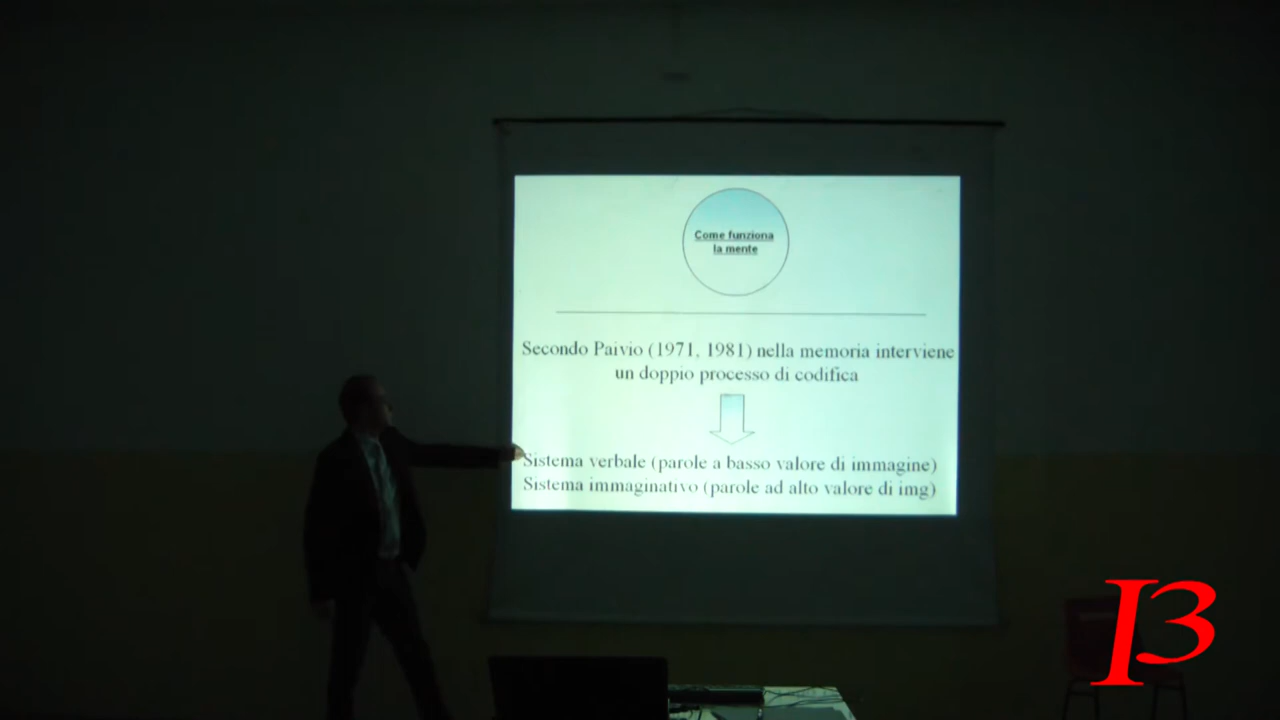 Come funziona
la mente
Secondo Paivio (1971, 1981) nella memoria interviene
un doppio processo di codifica
Sistema verbale (parole a basso valore di immagine)
Sistema immaginativo (parole ad alto valore di img)
13